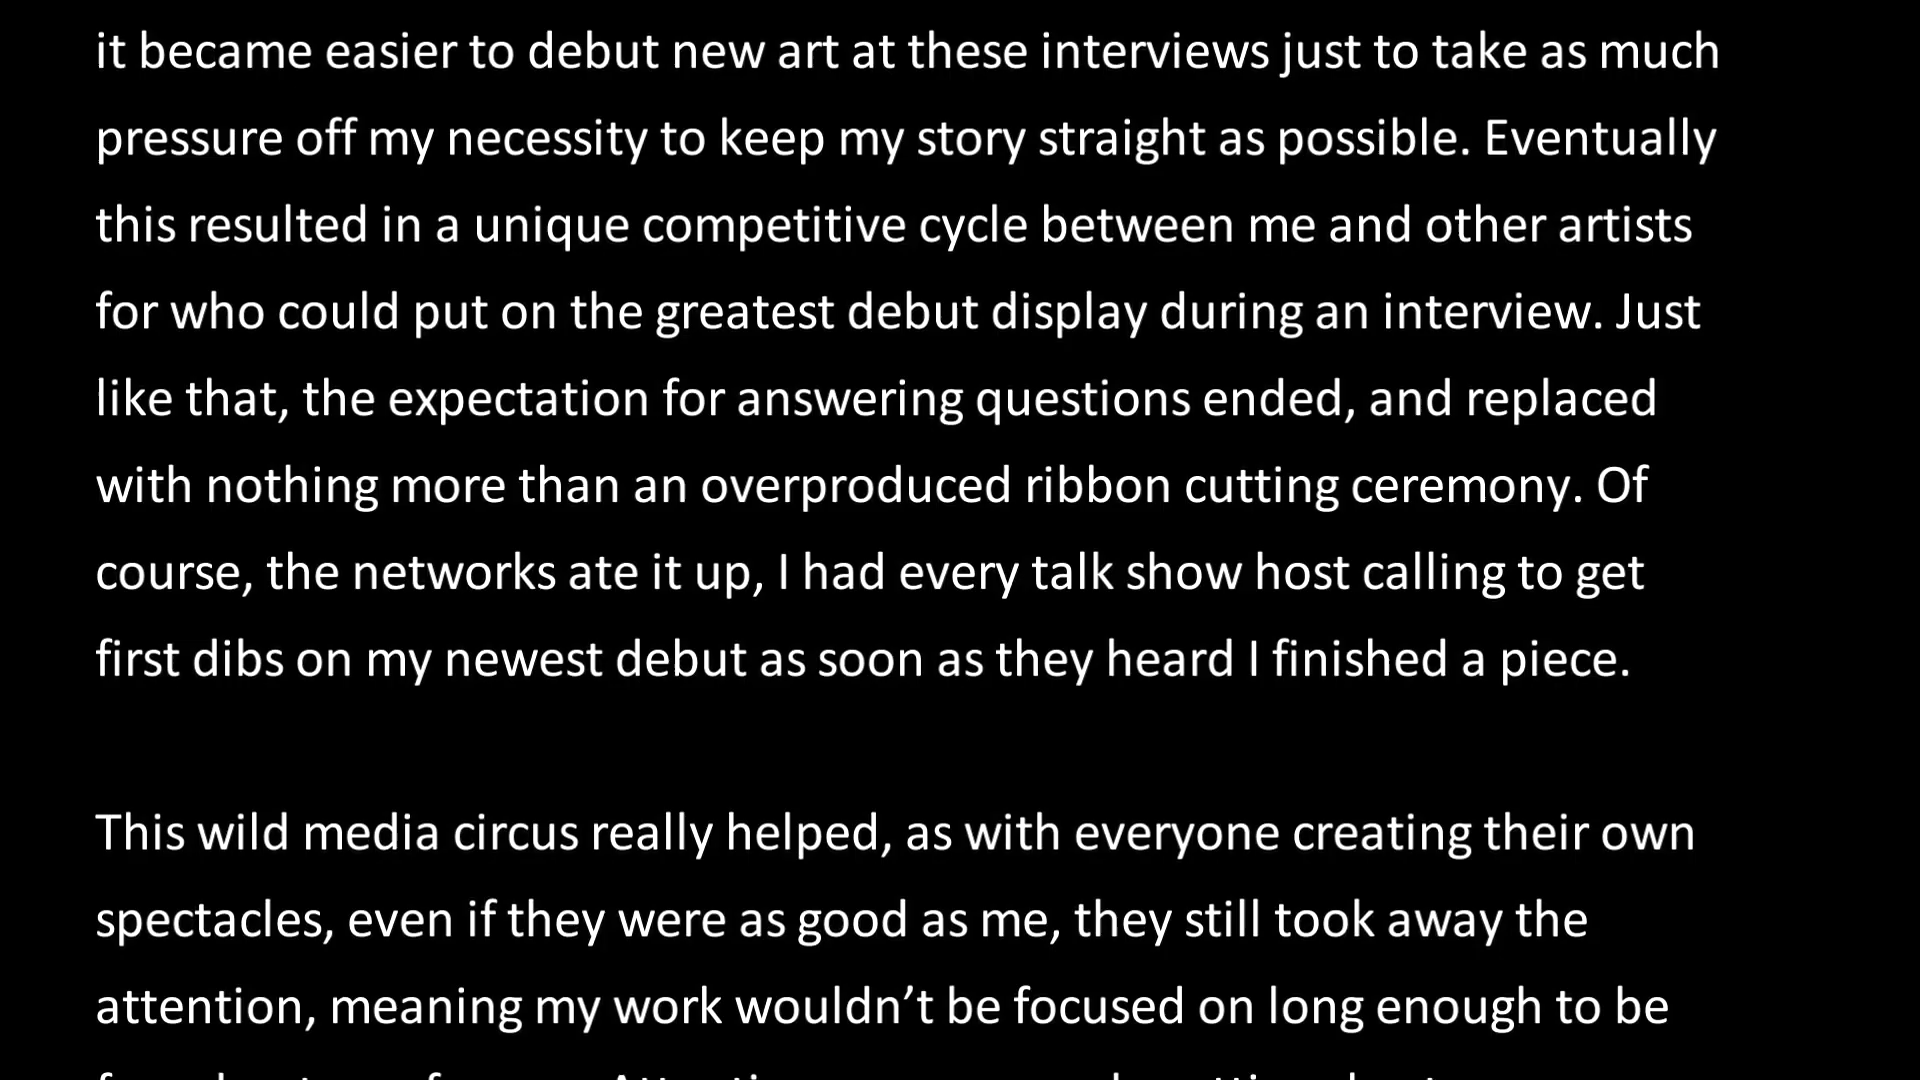 it became easier to debut new art at these interviews just to take as much
pressure off my necessity to keep my story straight as possible. Eventually
this resulted in a unique competitive cycle between me and other artists
for who could put on the greatest debut display during an interview. Just
like that, the expectation for answering questions ended, and replaced
with nothing more than an overproduced ribbon cutting ceremony. Of
course, the networks ate it up, I had every talk show host calling to get
first dibs on my newest debut as soon as they heard I finished a piece.
This wild media circus really helped, as with everyone creating their own
spectacles, even if they were as good as me, they still took away the
attention, meaning my work wouldn’t be focused on long enough to be